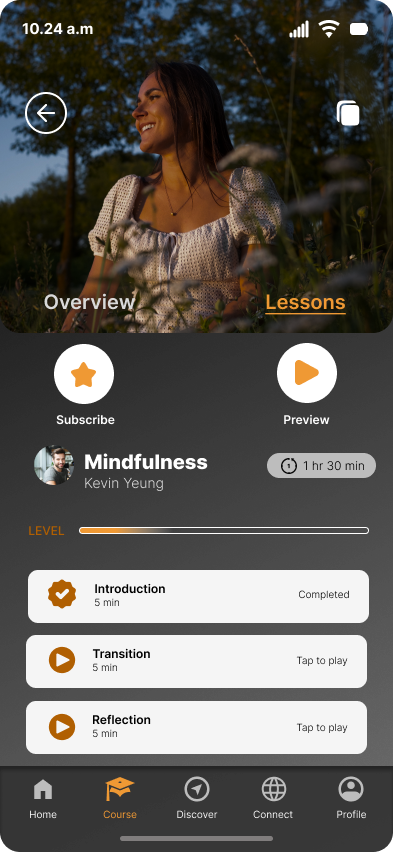 10.24 a.m
Overview
Lessons
Subscribe
Preview
Mindfulness
Kevin Yeung
1 hr 30 min
LEVEL
Introduction
5 min
Completed
Transition
5 min
Tap to play
Reflection
5 min
Tap to play
Home
Course
Discover
Connect
Profile